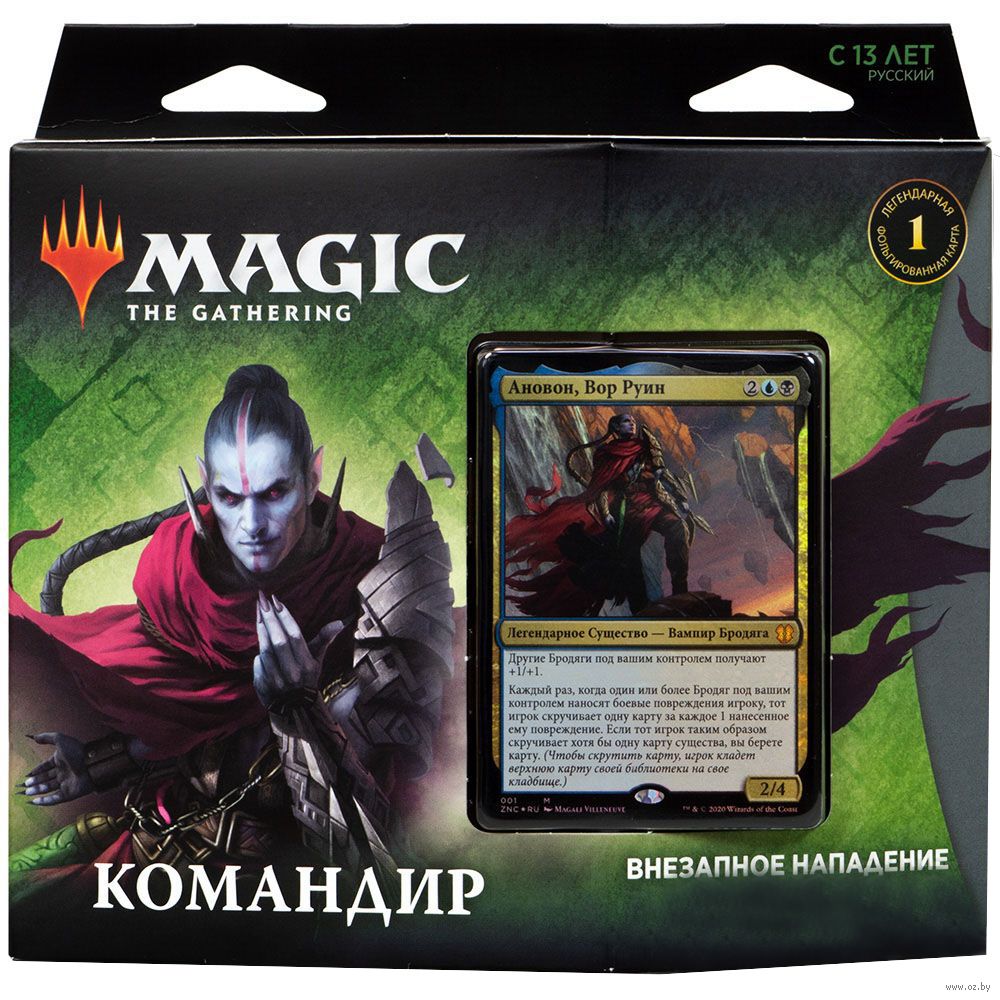 С 13 ЛЕТ
РУССКИЙ
ЛЕГЕНДАРНАЯ
1
ФОЛЬГИРОВАННАЯ КАРТА
MAGIC
THE GATHERING
Ановон, Вор Руин
2
Легендарное Существо — Вампир Бродяга
Другие Бродяги под вашим контролем получают
+1/+1.
Каждый раз, когда один или более Бродяг под вашим
контролем наносят боевые повреждения игроку, тот
игрок скручивает одну карту за каждое 1 нанесенное
ему повреждение. Если тот игрок таким образом
скручивает хотя бы одну карту существа, вы берете
карту. (Чтобы скрутить карту, игрок кладет
верхнюю карту своей библиотеки на свое
кладбище.)
2/4
001 M
ZNC ★ RU MAGALI VILLENEUVE ™ & © 2020 Wizards of the Coast
КОМАНДИР
ВНЕЗАПНОЕ НАПАДЕНИЕ
www.oz.by